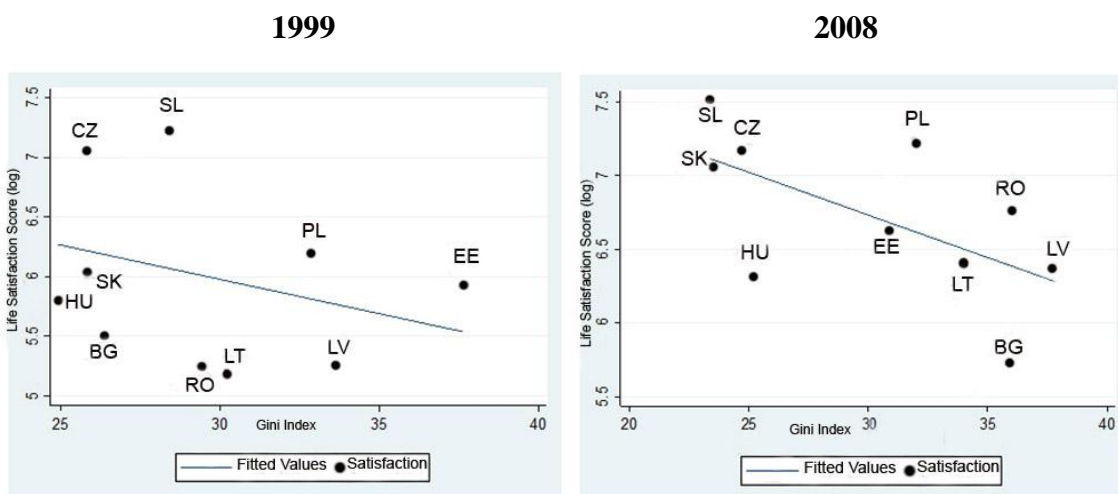 1999
2008
Life Satisfaction Score (log)
7.5
7
6.5
6
5.5
5
CZ
SL
PL
EE
SK
HU
BG
RO
LT
LV
25
30
35
40
Gini Index
Fitted Values Satisfaction
Life Satisfaction Score (log)
7.5
7
6.5
6
5.5
SL
CZ
PL
SK
RO
EE
HU
LV
LT
BG
20
25
30
35
40
Gini Index
Fitted Values Satisfaction